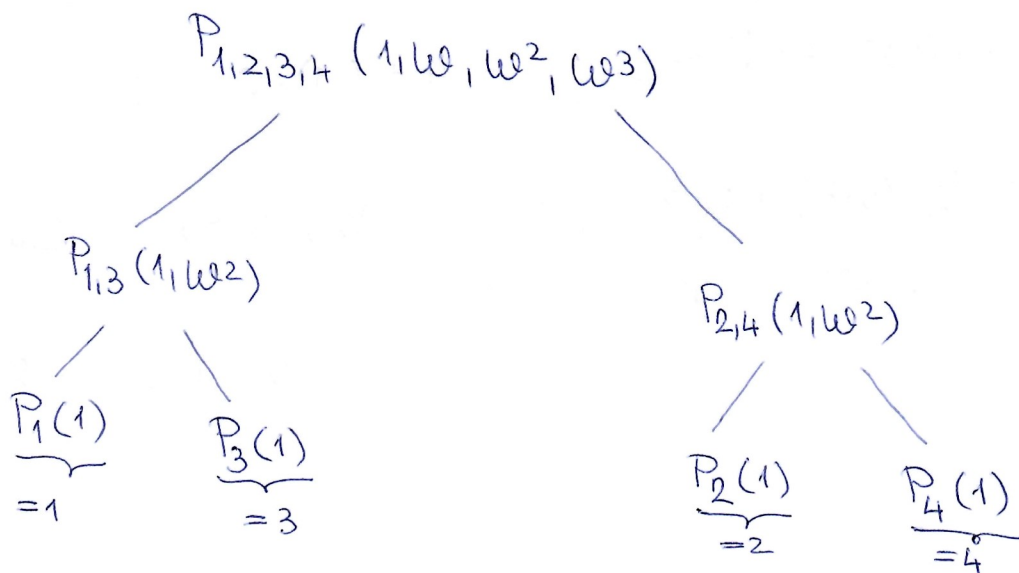 P₁,₂,₃,₄ (1, ω, ω², ω³)
P₁,₃ (1, ω²)
P₂,₄ (1, ω²)
P₁(1)
P₃(1)
P₂(1)
P₄(1)
=1
=3
=2
=4